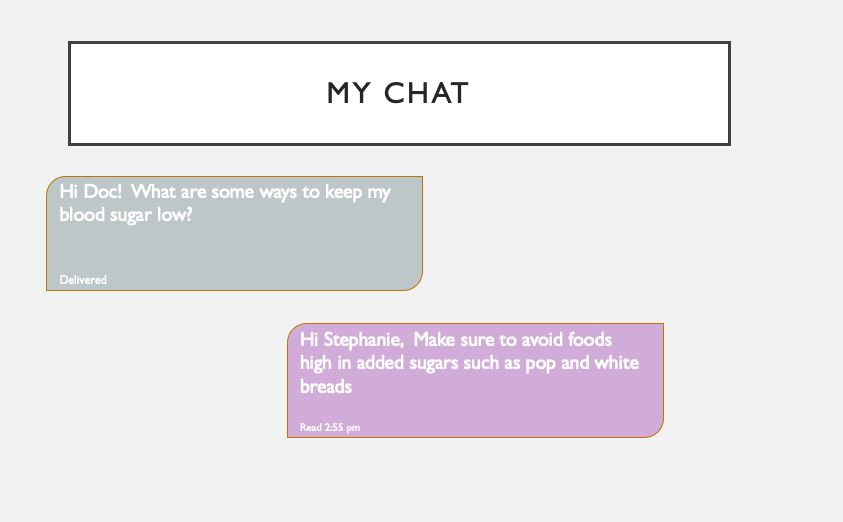 MY CHAT
Hi Doc!  What are some ways to keep my
blood sugar low?
Delivered
Hi Stephanie,  Make sure to avoid foods
high in added sugars such as pop and white
breads
Read 2:55 pm